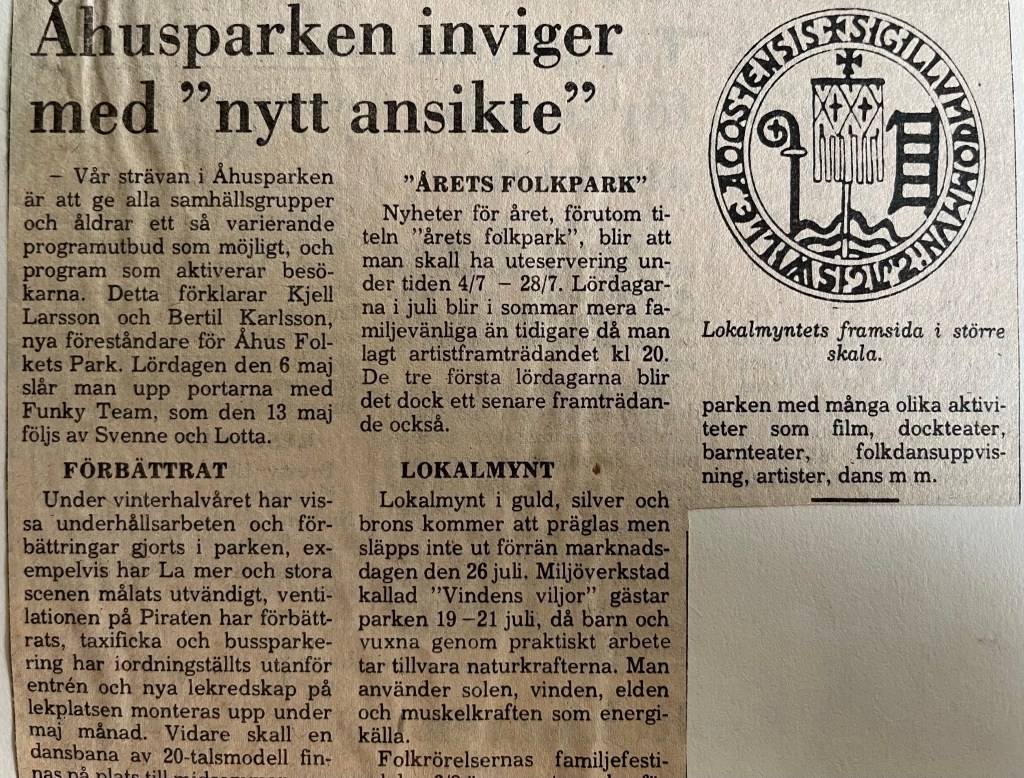 Åhusparken inviger
med ”nytt ansikte”
– Vår strävan i Åhusparken
är att ge alla samhällsgrupper
och åldrar ett så varierande
programutbud som möjligt, och
program som aktiverar besö-
karna. Detta förklarar Kjell
Larsson och Bertil Karlsson,
nya föreståndare för Åhus Fol-
kets Park. Lördagen den 6 maj
slår man upp portarna med
Funky Team, som den 13 maj
följs av Svenne och Lotta.
FÖRBÄTTRAT
Under vinterhalvåret har vis-
sa underhållsarbeten och för-
bättringar gjorts i parken, ex-
empelvis har La mer och stora
scenen målats utvändigt, venti-
lationen på Piraten har förbätt-
rats, taxificka och bussparke-
ring har iordningställts utanför
entrén och nya lekredskap på
lekplatsen monteras upp under
maj månad. Vidare skall en
dansbana av 20-talsmodell fin-
nas på plats till midsommar
”ÅRETS FOLKPARK”
Nyheter för året, förutom ti-
teln ”årets folkpark”, blir att
man skall ha uteservering un-
der tiden 4/7 – 28/7. Lördagar-
na i juli blir i sommar mera fa-
miljevänliga än tidigare då man
lagt artistframträdandet kl 20.
De tre första lördagarna blir
det dock ett senare framträdan-
de också.
LOKALMYNT
Lokalmynt i guld, silver och
brons kommer att präglas men
släpps inte ut förrän marknads-
dagen den 26 juli. Miljöverkstad
kallad ”Vindens viljor” gästar
parken 19 – 21 juli, då barn och
vuxna genom praktiskt arbete
tar tillvara naturkrafterna. Man
använder solen, vinden, elden
och muskelkraften som energi-
källa.
Folkrörelsernas familjefesti-
SIGILLVM COMMVNITATIS VILLE AOOSIENSIS
Lokalmyntets framsida i större
skala.
parken med många olika aktivi-
teter som film, dockteater,
barnteater, folkdansuppvis-
ning, artister, dans m m.